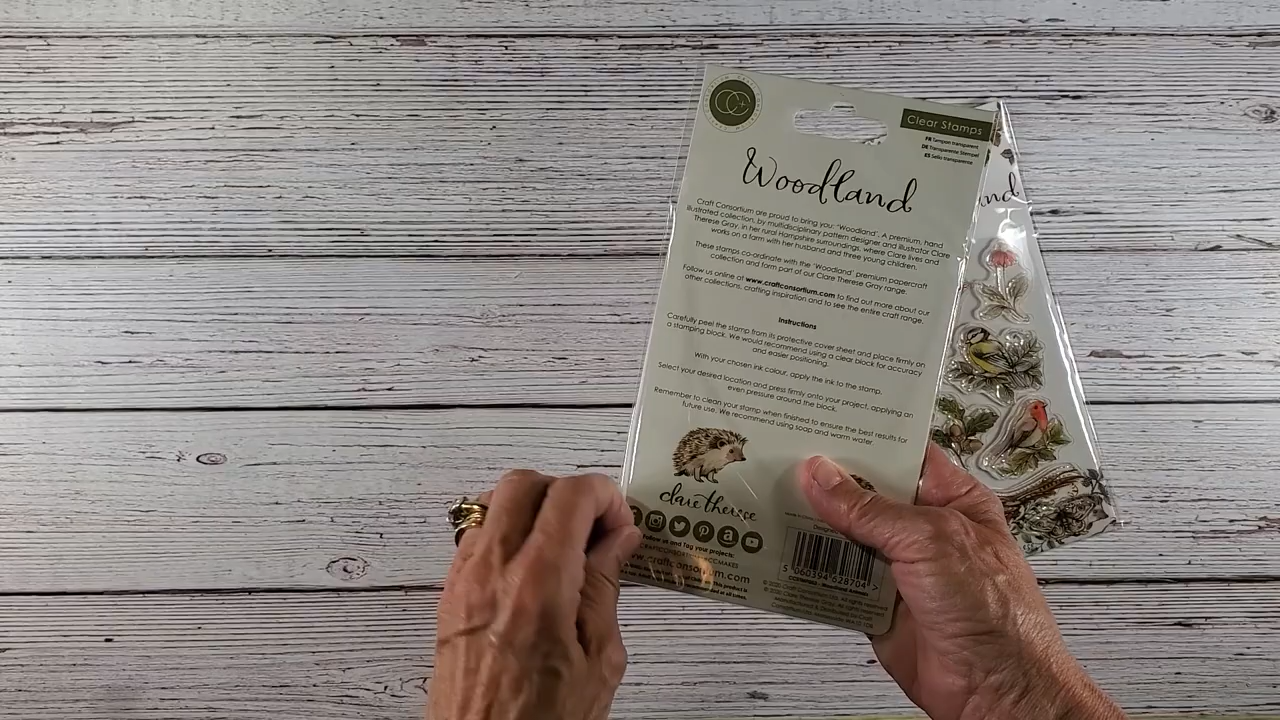 Clear Stamps
FR Tampon transparent
DE Transparente Stempel
ES Sello transparente
Woodland
nd
Craft Consortium are proud to bring you: "Woodland". A premium, hand
illustrated collection, by multidisciplinary pattern designer and illustrator Clare
Therese Gray, in her rural Hampshire surroundings, where Clare lives and
works on a farm with her husband and three young children.
These stamps co-ordinate with the "Woodland" premium papercraft
collection and form part of our Clare Therese Gray range.
Follow us online at www.craftconsortium.com to find out more about our
other collections, crafting inspiration and to see the entire craft range.
Instructions
Carefully peel the stamp from its protective cover sheet and place firmly on
a stamping block. We would recommend using a clear block for accuracy
and easier positioning.
With your chosen ink colour, apply the ink to the stamp.
Select your desired location and press firmly onto your project, applying an
even pressure around the block.
Remember to clean your stamp when finished to ensure the best results for
future use. We recommend using soap and warm water
clare therese
Follow us and Tag your projects:
www.craftconsortium.com
5 060394 628704 >